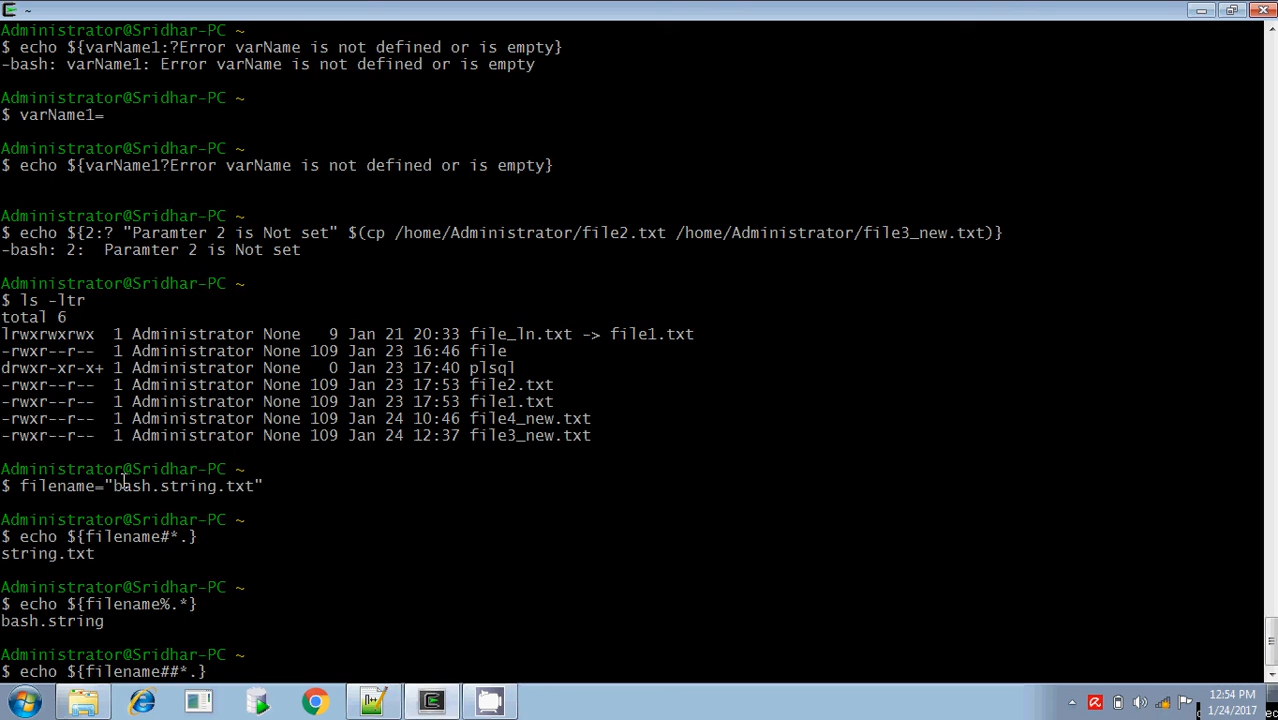 ~
Administrator@Sridhar-PC ~
$ echo ${varName1:?Error varName is not defined or is empty}
-bash: varName1: Error varName is not defined or is empty
Administrator@Sridhar-PC ~
$ varName1=
Administrator@Sridhar-PC ~
$ echo ${varName1?Error varName is not defined or is empty}
Administrator@Sridhar-PC ~
$ echo ${2:? "Paramter 2 is Not set" $(cp /home/Administrator/file2.txt /home/Administrator/file3_new.txt)}
-bash: 2:  Paramter 2 is Not set
Administrator@Sridhar-PC ~
$ ls -ltr
total 6
lrwxrwxrwx  1 Administrator None   9 Jan 21 20:33 file_ln.txt -> file1.txt
-rwxr--r--  1 Administrator None 109 Jan 23 16:46 file
drwxr-xr-x+ 1 Administrator None   0 Jan 23 17:40 plsql
-rwxr--r--  1 Administrator None 109 Jan 23 17:53 file2.txt
-rwxr--r--  1 Administrator None 109 Jan 23 17:53 file1.txt
-rwxr--r--  1 Administrator None 109 Jan 24 10:46 file4_new.txt
-rwxr--r--  1 Administrator None 109 Jan 24 12:37 file3_new.txt
Administrator@Sridhar-PC ~
$ filename="bash.string.txt"
Administrator@Sridhar-PC ~
$ echo ${filename#*.}
string.txt
Administrator@Sridhar-PC ~
$ echo ${filename%.*}
bash.string
Administrator@Sridhar-PC ~
$ echo ${filename##*.}
12:54 PM
1/24/2017